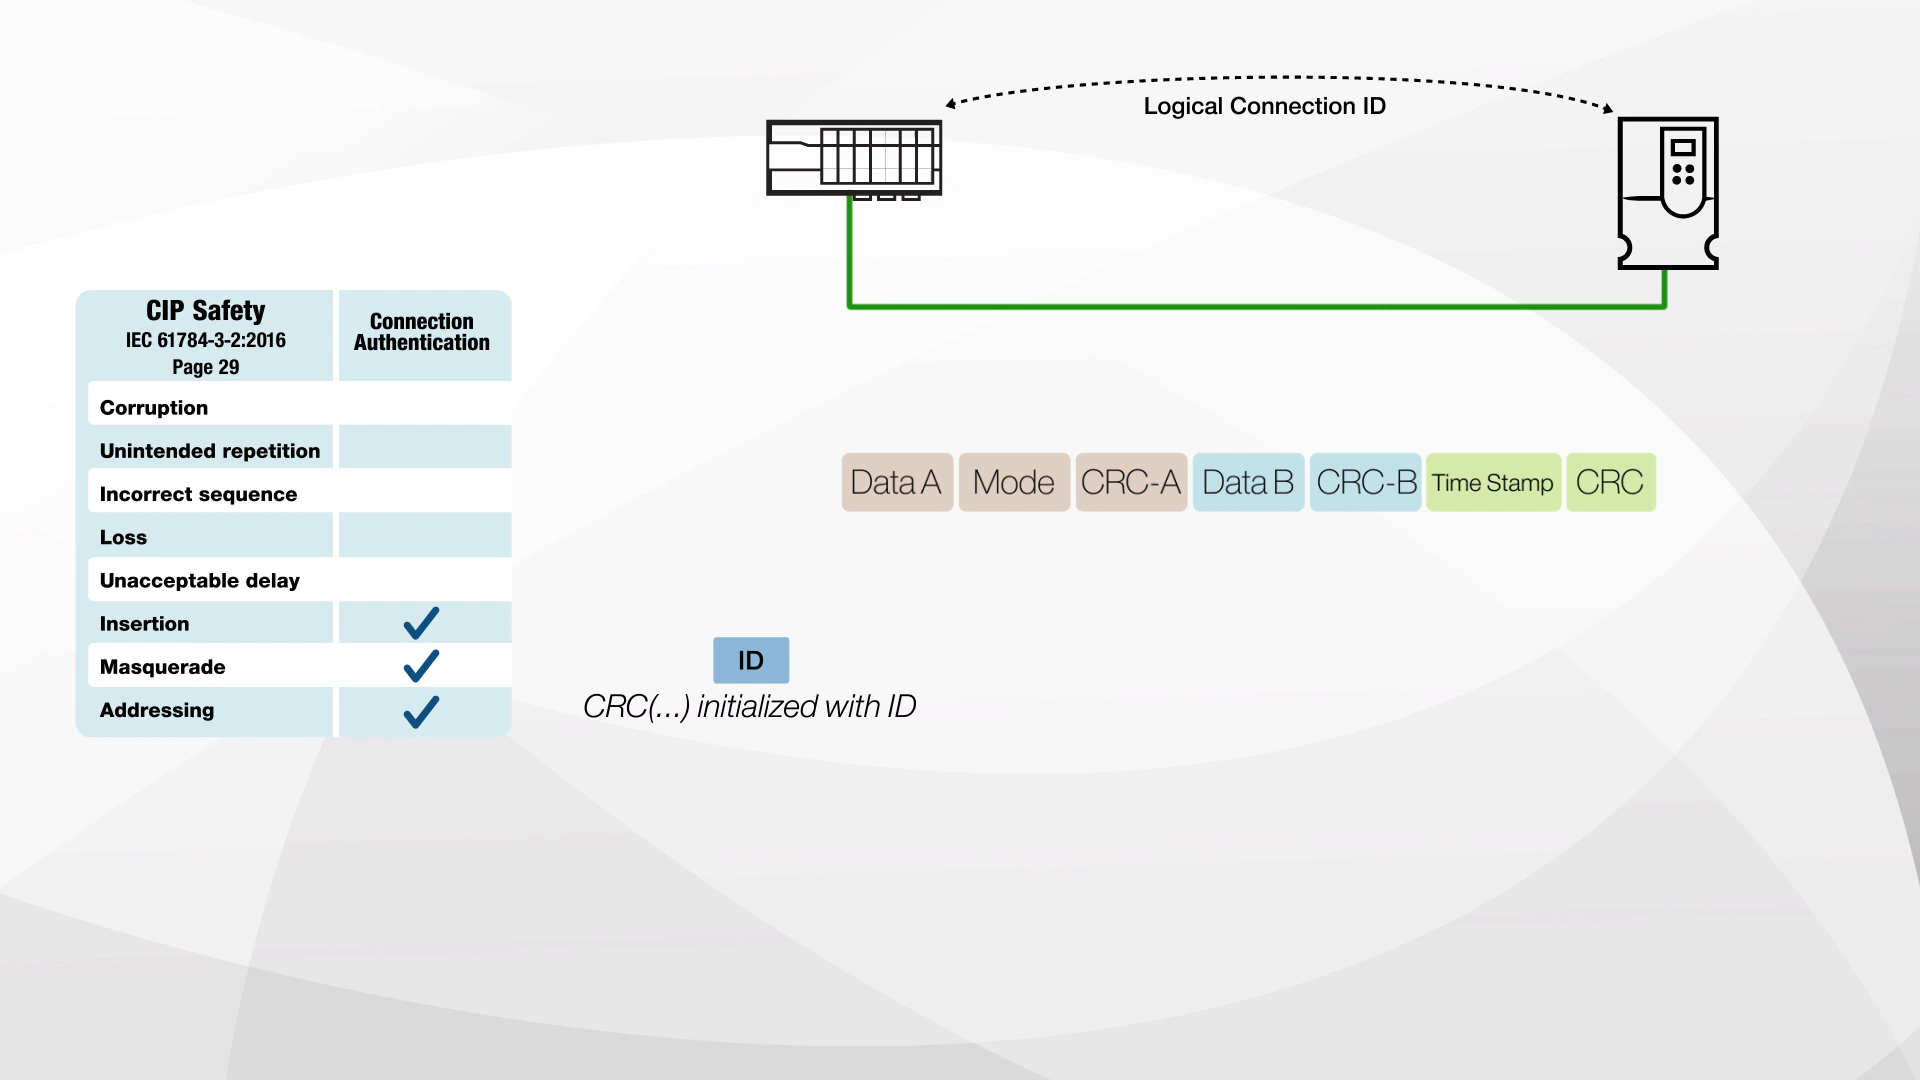 Logical Connection ID
CIP Safety
IEC 61784-3-2:2016
Page 29
Connection
Authentication
Corruption
Unintended repetition
Incorrect sequence
Loss
Unacceptable delay
Insertion
Masquerade
Addressing
Data A Mode CRC-A Data B CRC-B Time Stamp CRC
ID
CRC(...) initialized with ID